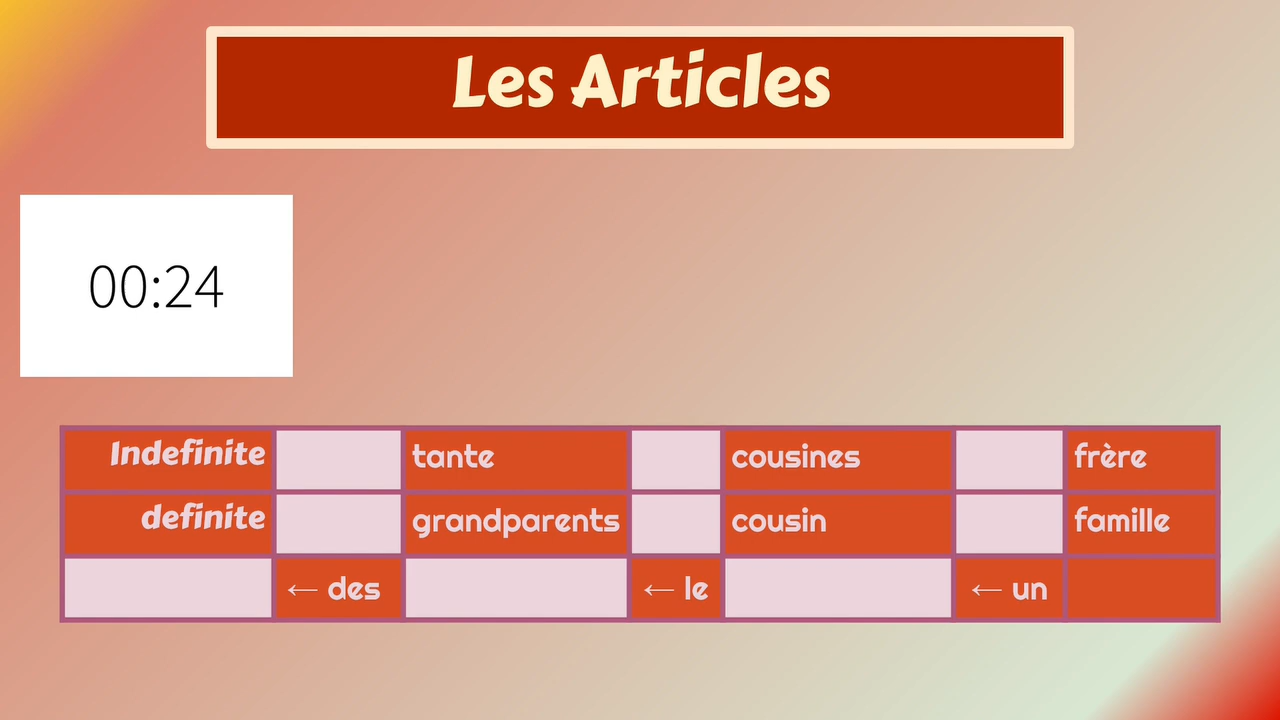 Les Articles
00:24
Indefinite tante cousines frère
definite grandparents cousin famille
← des ← le ← un